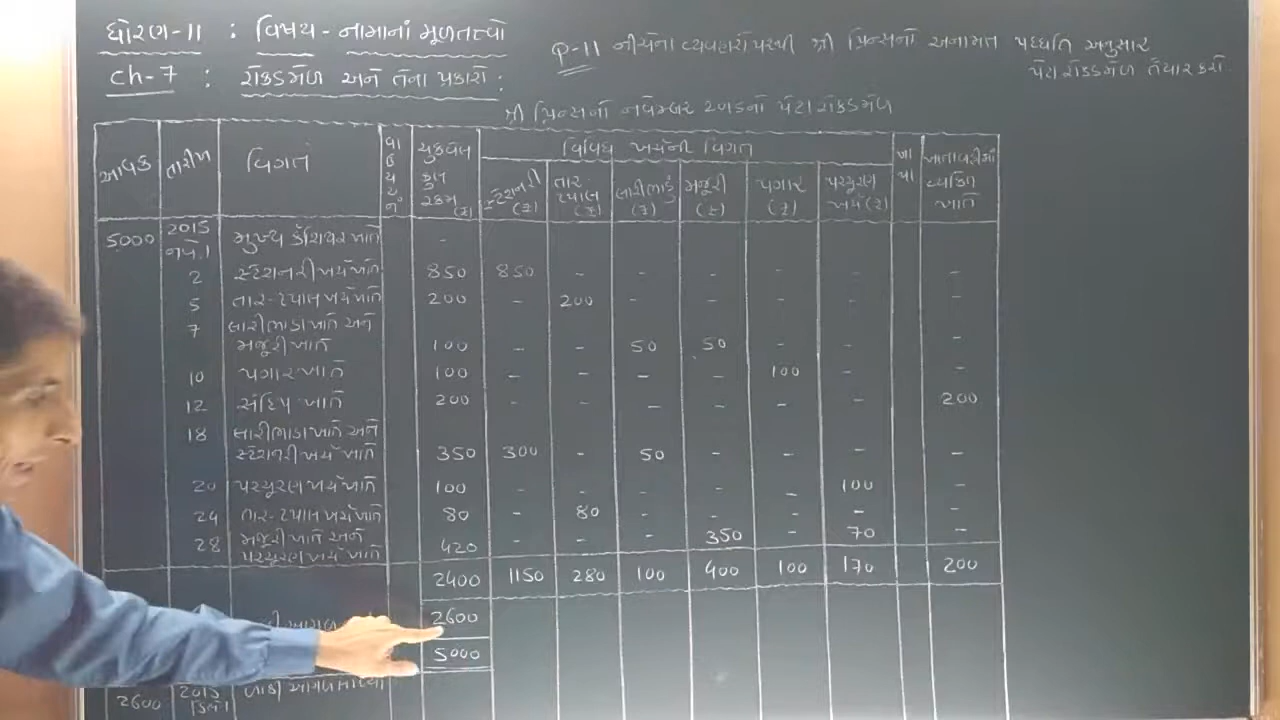 ધોરણ-11 : વિષય - નામાનાં મૂળતત્ત્વો
ch-7 : રોકડમેળ અને તેના પ્રકારો :
P-11 નીચેના વ્યવહારો પરથી શ્રી પ્રિન્સનો અનામત પદ્ધતિ અનુસાર
પેટા રોકડમેળ તૈયાર કરો.
શ્રી પ્રિન્સનો નવેમ્બર ૨૦૧૫નો પેટા રોકડમેળ
આવક તારીખ વિગત વાઉચર નં ચુકવેલ કુલ રકમ (રૂ) વિવિધ ખર્ચની વિગત ખા પા ખાતાવહીમાં વ્યક્તિ ખાતે
સ્ટેશનરી (રૂ) તાર ટપાલ (રૂ) લારીભાડું (રૂ) મજૂરી (રૂ) પગાર (રૂ) પરચૂરણ ખર્ચ (રૂ)
5000 2015 નવે.1 મુખ્ય કેશિયર ખાતે -
2 સ્ટેશનરી ખર્ચ ખાતે 850 850 - - - - - -
5 તાર-ટપાલ ખર્ચ ખાતે 200 - 200 - - - - -
7 લારીભાડા ખાતે અને
મજૂરી ખાતે 100 - - 50 50 - - -
10 પગાર ખાતે 100 - - - - 100 - -
12 સંદિપ ખાતે 200 - - - - - - 200
18 લારીભાડા ખાતે અને
સ્ટેશનરી ખર્ચ ખાતે 350 300 - 50 - - - -
20 પરચૂરણ ખર્ચ ખાતે 100 - - - - - 100 -
24 તાર-ટપાલ ખર્ચ ખાતે 80 - 80 - - - - -
28 મજૂરી ખાતે અને
પરચૂરણ ખર્ચ ખાતે 420 - - - 350 - 70 -
2400 1150 280 100 400 100 170 200
2600
5000
2600 2015 ડિસે.1 બાકી આગળ લાવ્યા